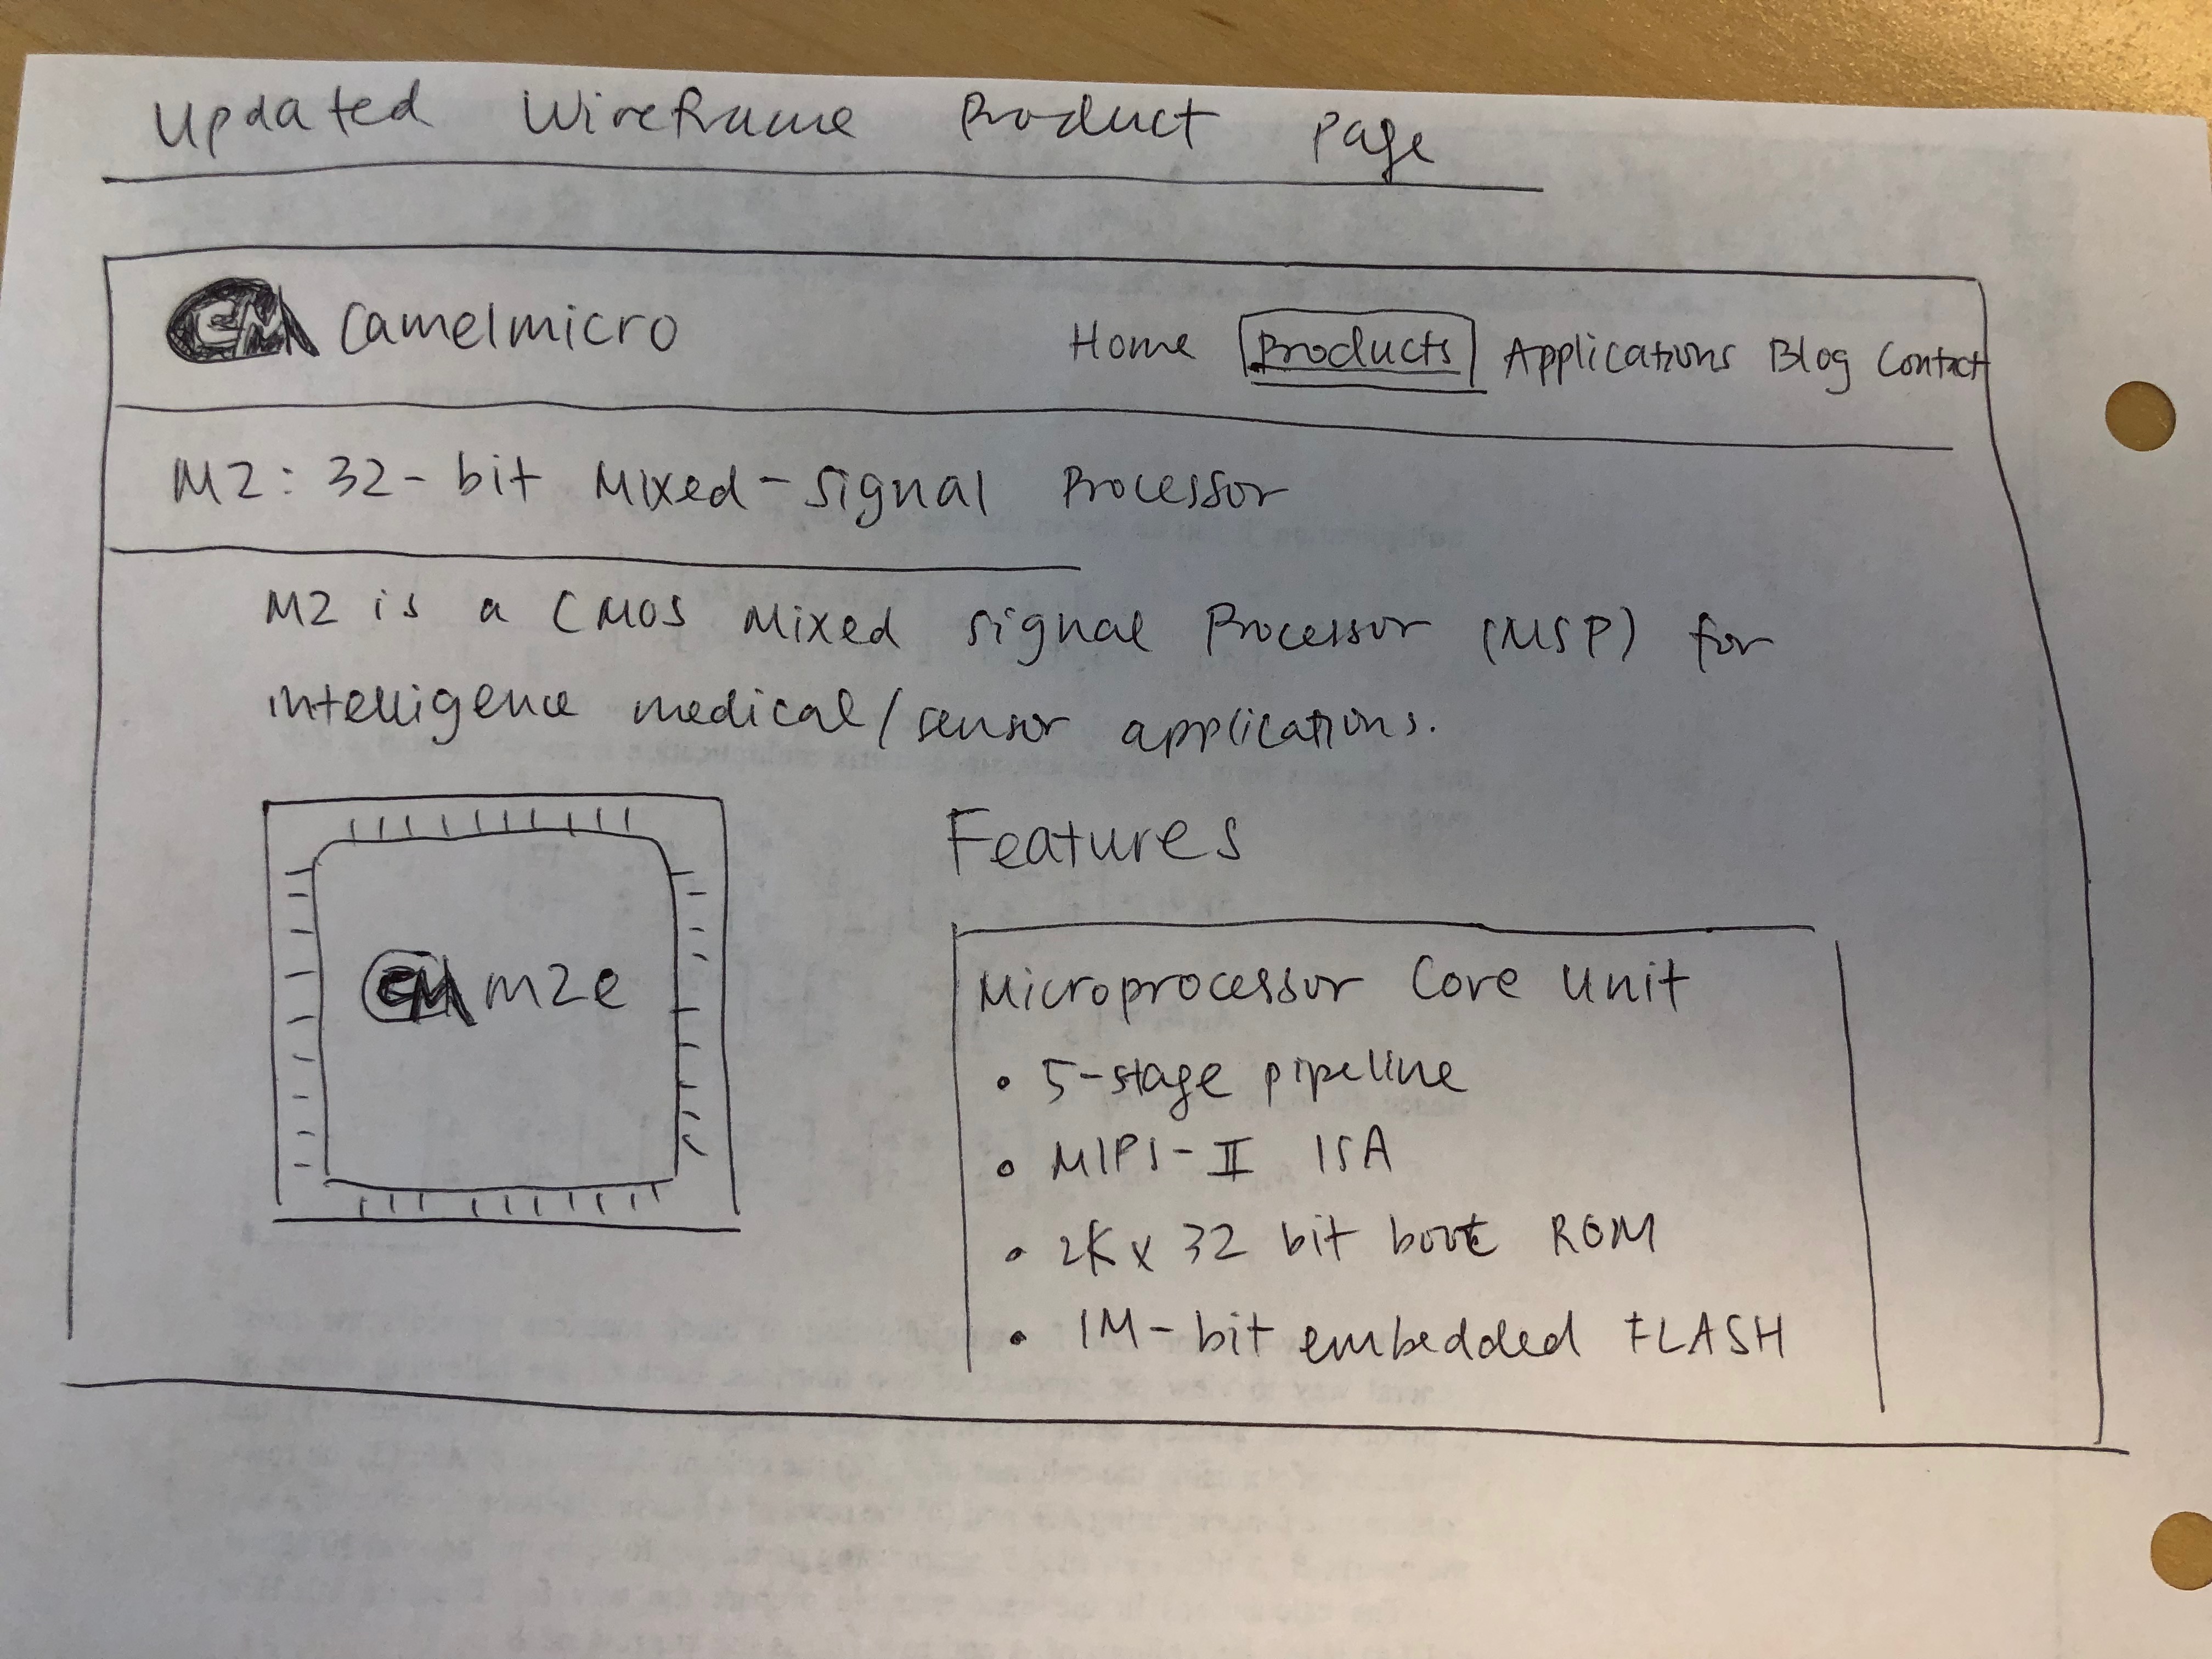 Updated Wireframe Product Page
CM Camelmicro
Home Products Applications Blog Contact
M2: 32-bit Mixed-Signal Processor
M2 is a CMOS Mixed Signal Processor (MSP) for
intelligence medical/sensor applications.
CM m2e
Features
Microprocessor Core Unit
• 5-stage pipeline
• MIPS-II ISA
• 2K x 32 bit boot ROM
• 1M-bit embedded FLASH